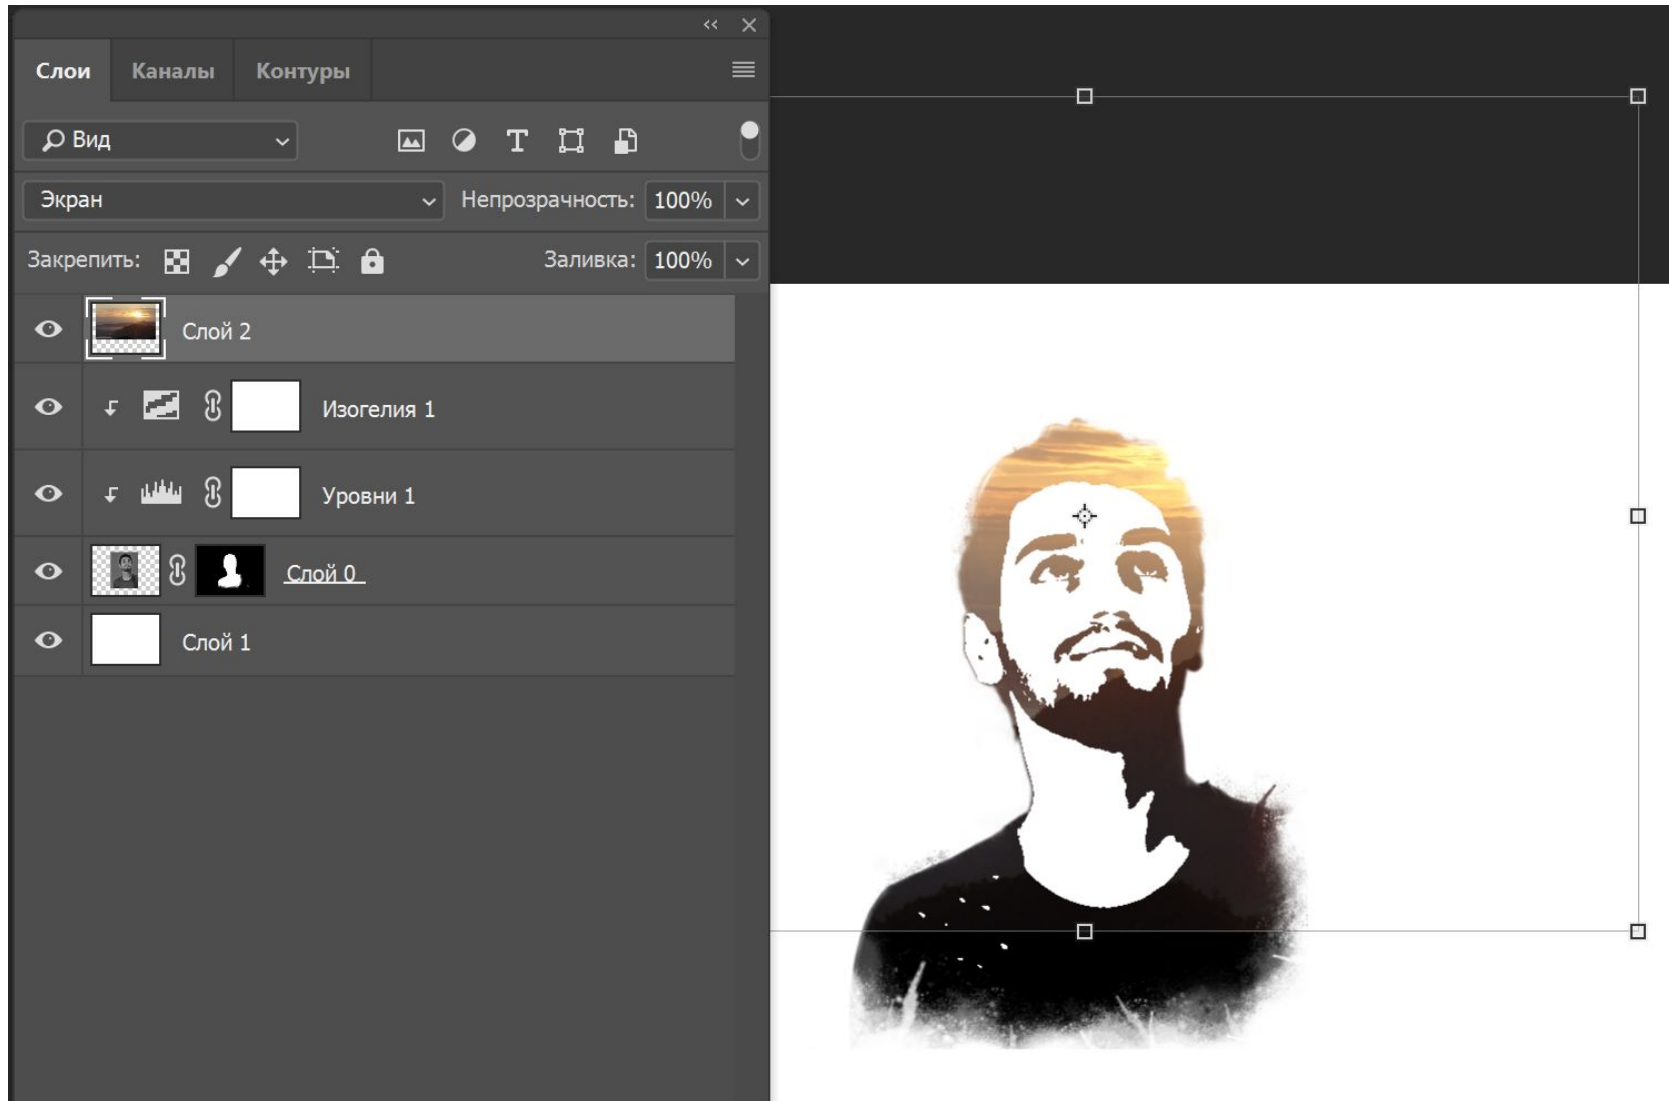 Слои Каналы Контуры
Вид
Экран Непрозрачность: 100%
Закрепить: Заливка: 100%
Слой 2
Изогелия 1
Уровни 1
Слой 0
Слой 1